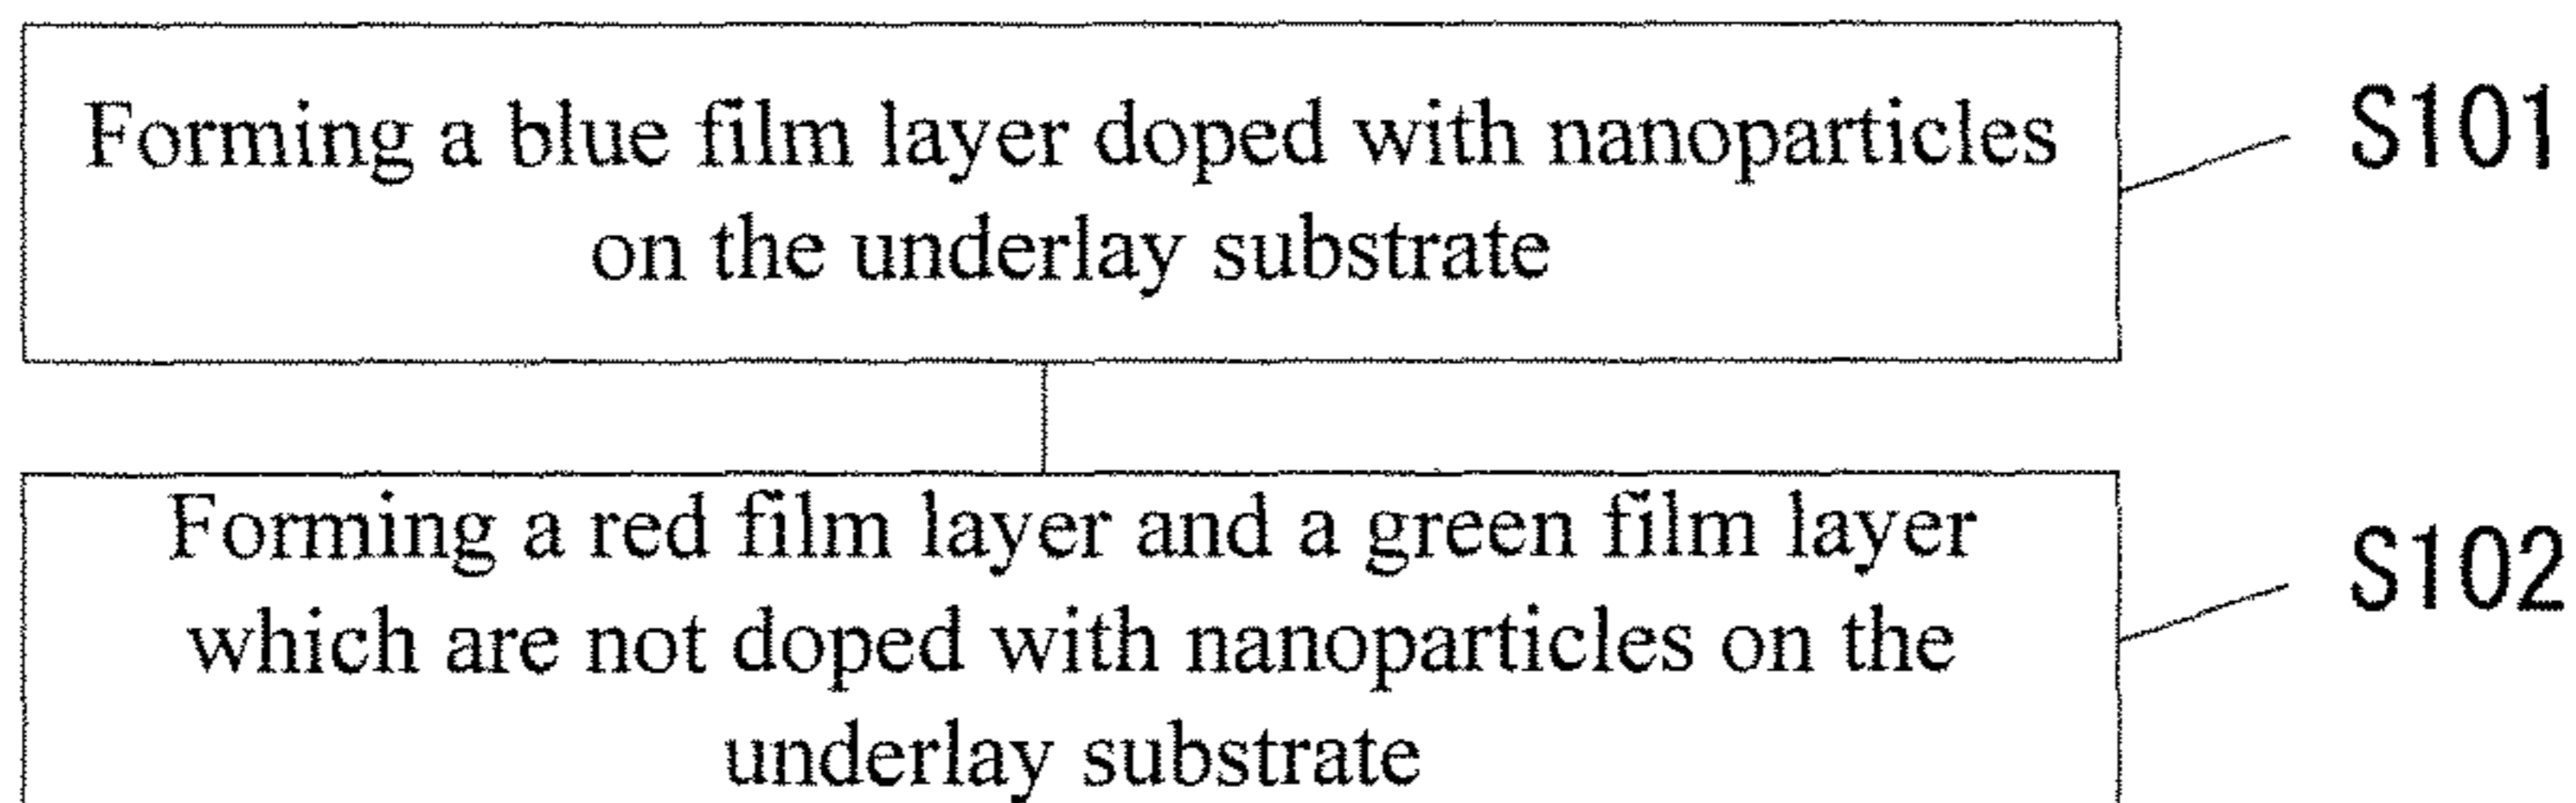 Forming a blue film layer doped with nanoparticles
on the underlay substrate
S101
Forming a red film layer and a green film layer
which are not doped with nanoparticles on the
underlay substrate
S102